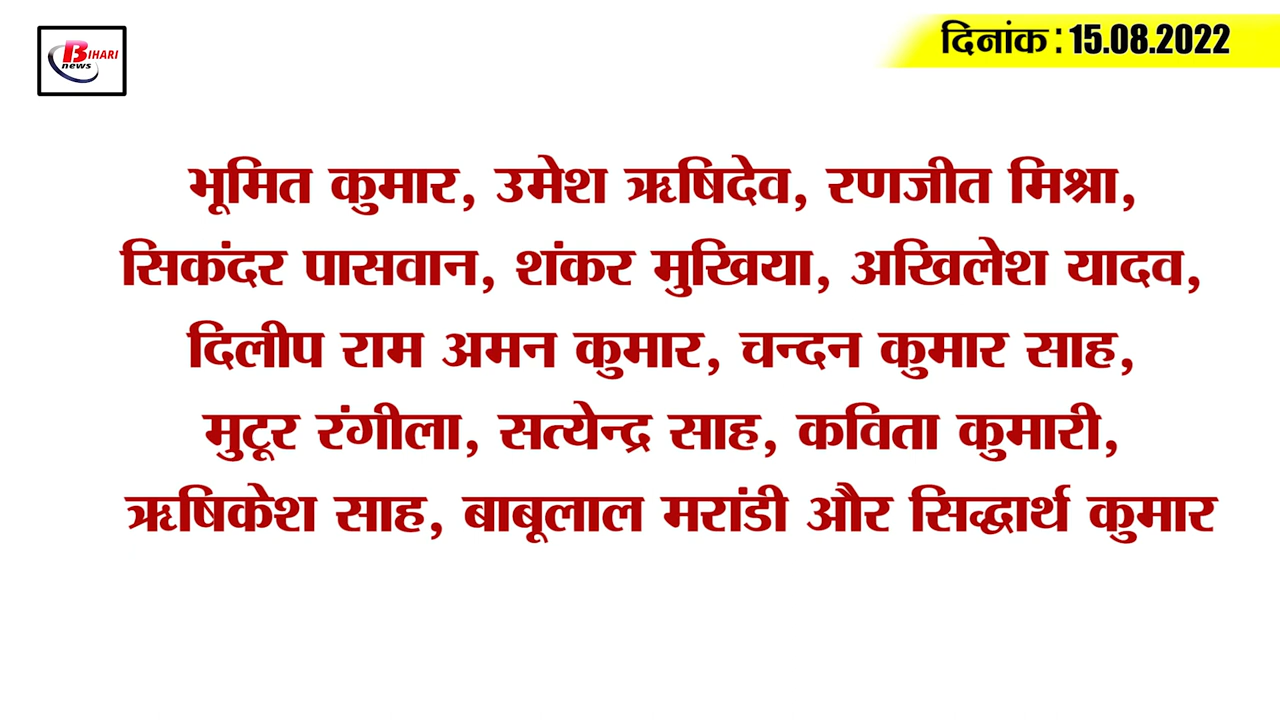 BIHARI
news
दिनांक : 15.08.2022
भूमित कुमार, उमेश ऋषिदेव, रणजीत मिश्रा,
सिकंदर पासवान, शंकर मुखिया, अखिलेश यादव,
दिलीप राम अमन कुमार, चन्दन कुमार साह,
मुटूर रंगीला, सत्येन्द्र साह, कविता कुमारी,
ऋषिकेश साह, बाबूलाल मरांडी और सिद्धार्थ कुमार